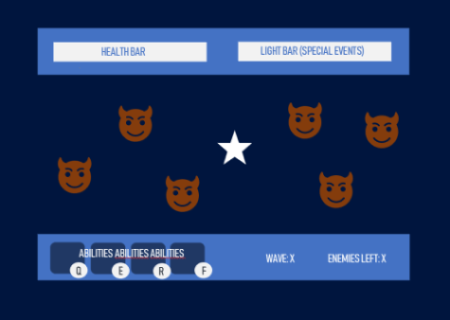 HEALTH BAR
LIGHT BAR (SPECIAL EVENTS)
ABILITIES ABILITIES ABILITIES
Q E R F
WAVE: X
ENEMIES LEFT: X